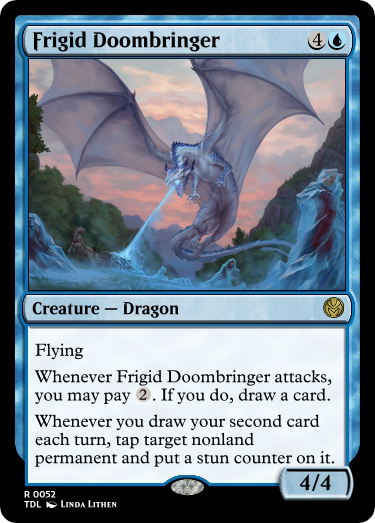 Frigid Doombringer 4
Creature — Dragon
Flying
Whenever Frigid Doombringer attacks,
you may pay 2. If you do, draw a card.
Whenever you draw your second card
each turn, tap target nonland
permanent and put a stun counter on it.
4/4
R 0052
TDL Linda Lithen